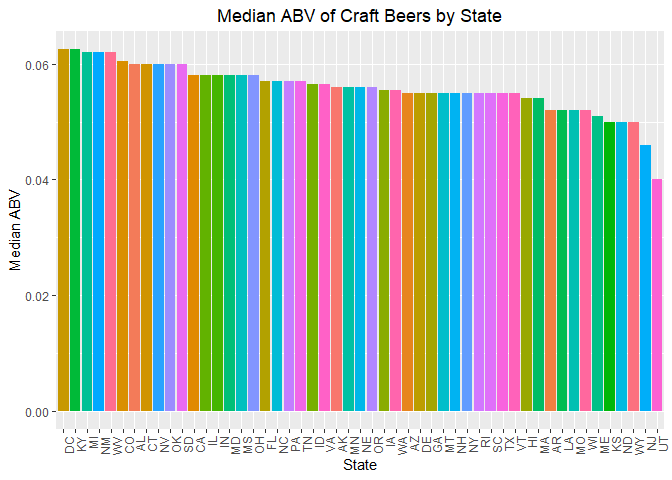 Median ABV of Craft Beers by State
0.06
0.04
0.02
0.00
Median ABV
DC KY MI NM WV CO AL CT NV OK SD CA IL IN MD MS OH FL NC PA TN ID VA AK MN NE OR IA WA AZ DE GA MT NH NY RI SC TX VT HI MA AR LA MO WI ME KS ND WY NJ UT
State